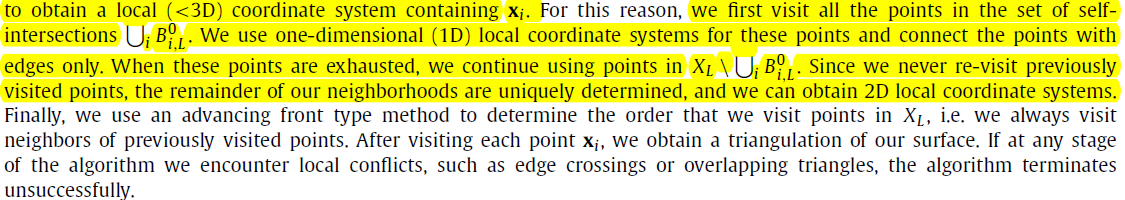 to obtain a local (<3D) coordinate system containing xᵢ. For this reason, we first visit all the points in the set of self-
intersections ⋃ᵢ B⁰ᵢ,L. We use one-dimensional (1D) local coordinate systems for these points and connect the points with
edges only. When these points are exhausted, we continue using points in X_L \ ⋃ᵢ B⁰ᵢ,L. Since we never re-visit previously
visited points, the remainder of our neighborhoods are uniquely determined, and we can obtain 2D local coordinate systems.
Finally, we use an advancing front type method to determine the order that we visit points in X_L, i.e. we always visit
neighbors of previously visited points. After visiting each point xᵢ, we obtain a triangulation of our surface. If at any stage
of the algorithm we encounter local conflicts, such as edge crossings or overlapping triangles, the algorithm terminates
unsuccessfully.